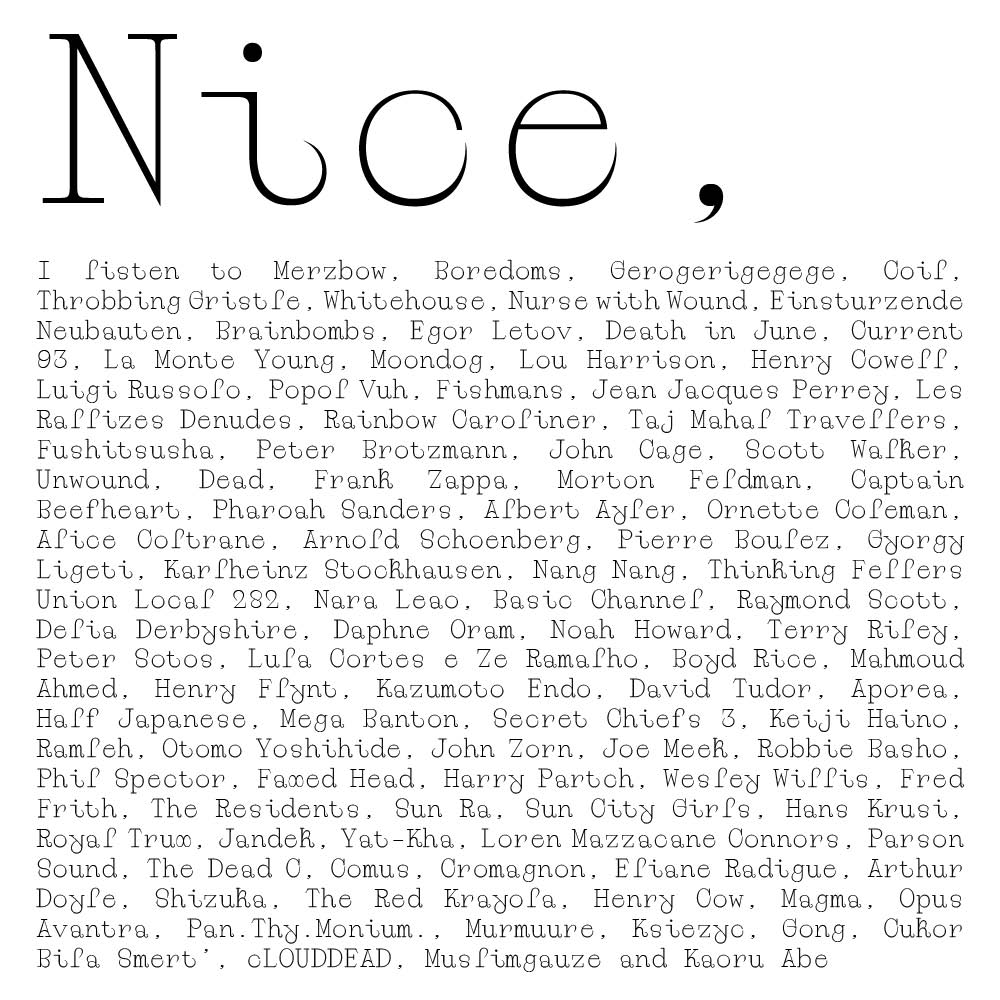 Nice,
I listen to Merzbow, Boredoms, Gerogerigegege, Coil,
Throbbing Gristle, Whitehouse, Nurse with Wound, Einsturzende
Neubauten, Brainbombs, Egor Letov, Death in June, Current
93, La Monte Young, Moondog, Lou Harrison, Henry Cowell,
Luigi Russolo, Popol Vuh, Fishmans, Jean Jacques Perrey, Les
Rallizes Denudes, Rainbow Caroliner, Taj Mahal Travellers,
Fushitsusha, Peter Brotzmann, John Cage, Scott Walker,
Unwound, Dead, Frank Zappa, Morton Feldman, Captain
Beefheart, Pharoah Sanders, Albert Ayler, Ornette Coleman,
Alice Coltrane, Arnold Schoenberg, Pierre Boulez, Gyorgy
Ligeti, Karlheinz Stockhausen, Nang Nang, Thinking Fellers
Union Local 282, Nara Leao, Basic Channel, Raymond Scott,
Delia Derbyshire, Daphne Oram, Noah Howard, Terry Riley,
Peter Sotos, Lula Cortes e Ze Ramalho, Boyd Rice, Mahmoud
Ahmed, Henry Flynt, Kazumoto Endo, David Tudor, Aporea,
Half Japanese, Mega Banton, Secret Chiefs 3, Keiji Haino,
Ramleh, Otomo Yoshihide, John Zorn, Joe Meek, Robbie Basho,
Phil Spector, Faxed Head, Harry Partch, Wesley Willis, Fred
Frith, The Residents, Sun Ra, Sun City Girls, Hans Krusi,
Royal Trux, Jandek, Yat-Kha, Loren Mazzacane Connors, Parson
Sound, The Dead C, Comus, Cromagnon, Eliane Radigue, Arthur
Doyle, Shizuka, The Red Krayola, Henry Cow, Magma, Opus
Avantra, Pan.Thy.Monium., Murmuure, Ksiezyc, Gong, Cukor
Bila Smert', cLOUDDEAD, Muslimgauze and Kaoru Abe